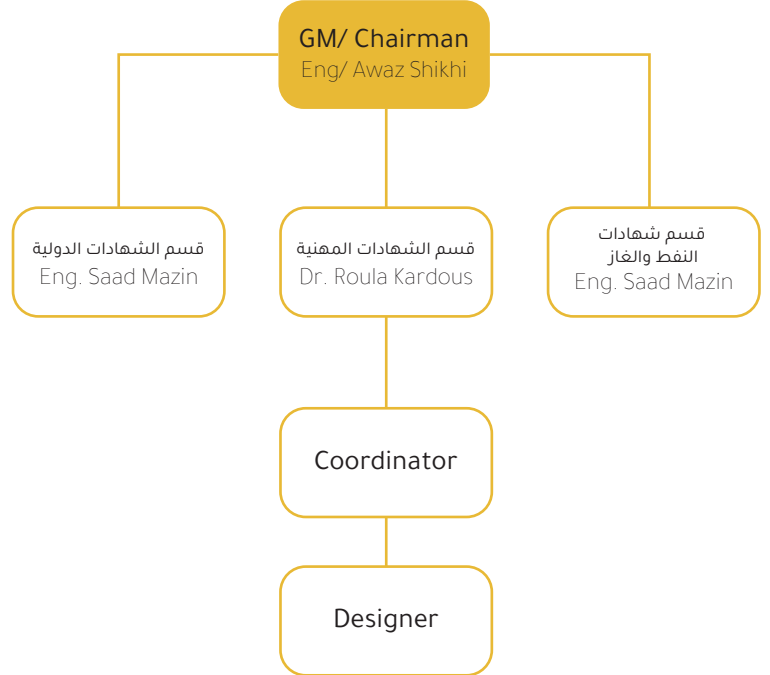 GM/ Chairman
Eng/ Awaz Shikhi
قسم الشهادات الدولية
Eng. Saad Mazin
قسم الشهادات المهنية
Dr. Roula Kardous
قسم شهادات
النفط والغاز
Eng. Saad Mazin
Coordinator
Designer